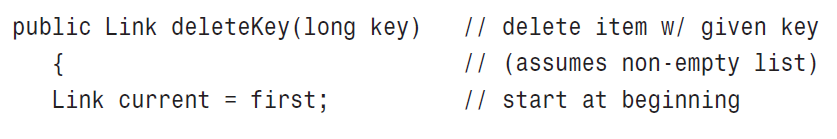 public Link deleteKey(long key)   // delete item w/ given key
   {                              // (assumes non-empty list)
   Link current = first;          // start at beginning